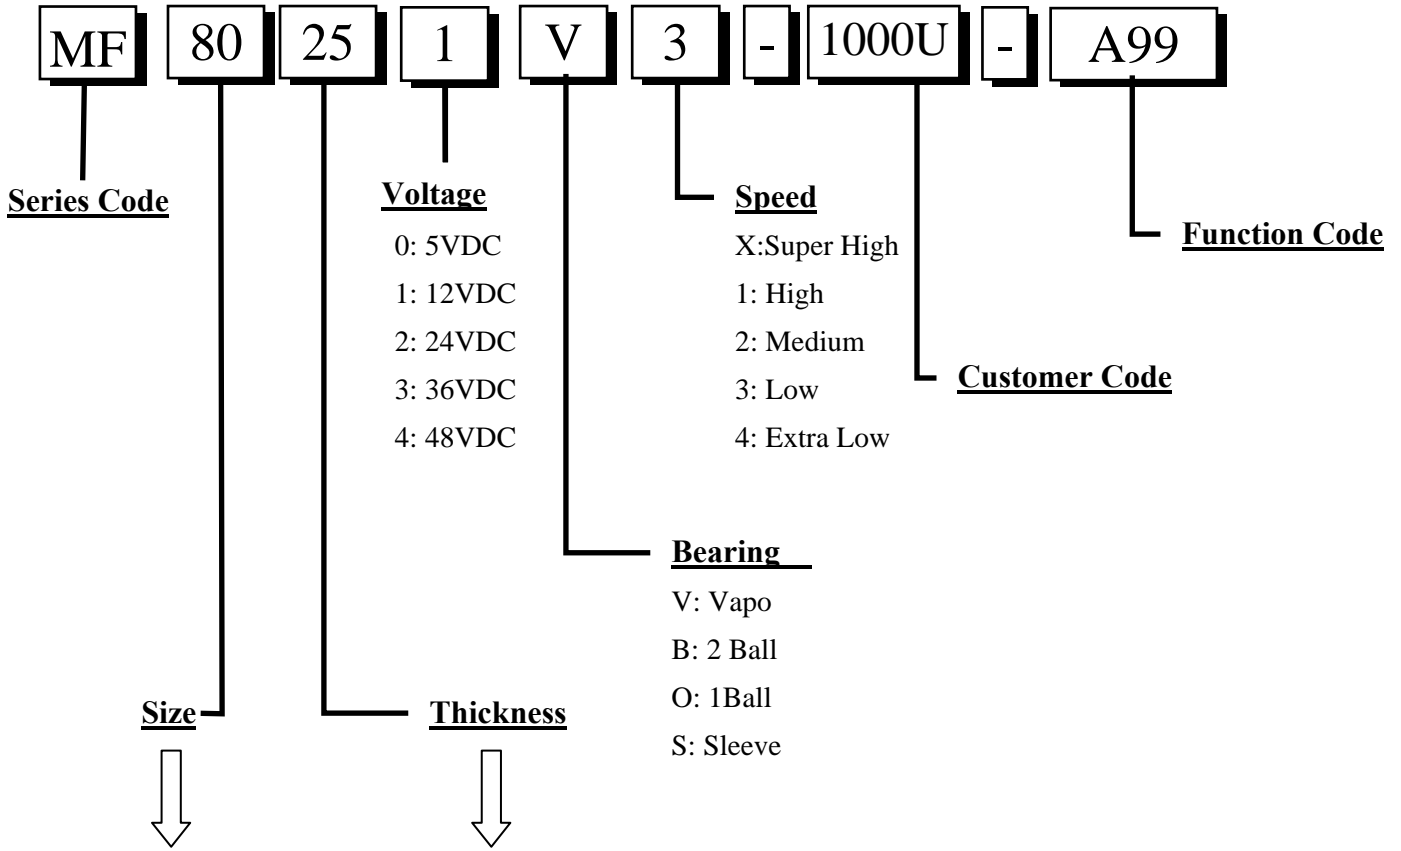 MF 80 25 1 V 3 - 1000U - A99
Series Code
Voltage
0: 5VDC
1: 12VDC
2: 24VDC
3: 36VDC
4: 48VDC
Speed
X:Super High
1: High
2: Medium
3: Low
4: Extra Low
Function Code
Customer Code
Bearing
V: Vapo
B: 2 Ball
O: 1Ball
S: Sleeve
Size
Thickness